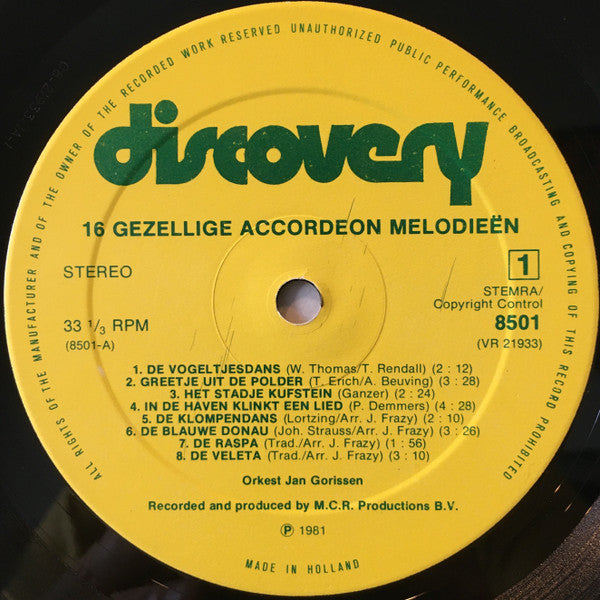 ALL RIGHTS OF THE MANUFACTURER AND OF THE OWNER OF THE RECORDED WORK RESERVED UNAUTHORIZED PUBLIC PERFORMANCE BROADCASTING AND COPYING OF THIS RECORD PROHIBITED
discovery
16 GEZELLIGE ACCORDEON MELODIEËN
STEREO
1
STEMRA/
Copyright Control
33 1/3 RPM
8501
(8501-A)
(VR 21933)
1. DE VOGELTJESDANS (W. Thomas/T. Rendall) (2 : 12)
2. GREETJE UIT DE POLDER (T. Erich/A. Beuving) (3 : 28)
3. HET STADJE KUFSTEIN (Ganzer) (2 : 24)
4. IN DE HAVEN KLINKT EEN LIED (P. Demmers) (4 : 28)
5. DE KLOMPENDANS (Lortzing/Arr. J. Frazy) (2 : 10)
6. DE BLAUWE DONAU (Joh. Strauss/Arr. J. Frazy) (3 : 26)
7. DE RASPA (Trad./Arr. J. Frazy) (1 : 56)
8. DE VELETA (Trad./Arr. J. Frazy) (3 : 10)
Orkest Jan Gorissen
Recorded and produced by M.C.R. Productions B.V.
℗ 1981
MADE IN HOLLAND